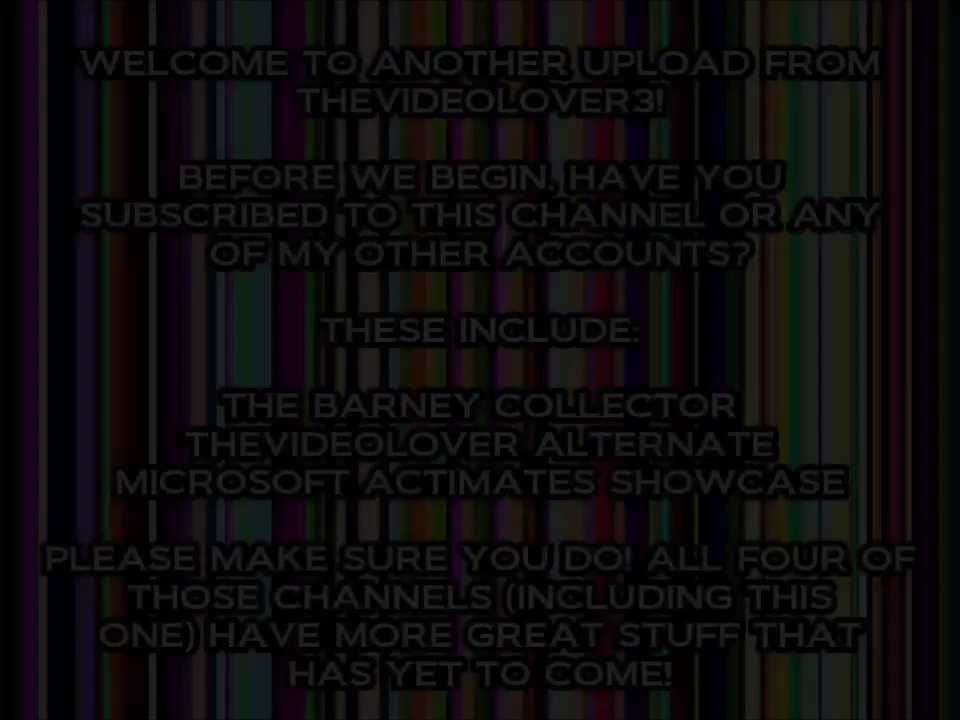 WELCOME TO ANOTHER UPLOAD FROM
THEVIDEOLOVER3!
BEFORE WE BEGIN, HAVE YOU
SUBSCRIBED TO THIS CHANNEL OR ANY
OF MY OTHER ACCOUNTS?
THESE INCLUDE:
THE BARNEY COLLECTOR
THEVIDEOLOVER ALTERNATE
MICROSOFT ACTIMATES SHOWCASE
PLEASE MAKE SURE YOU DO! ALL FOUR OF
THOSE CHANNELS (INCLUDING THIS
ONE) HAVE MORE GREAT STUFF THAT
HAS YET TO COME!